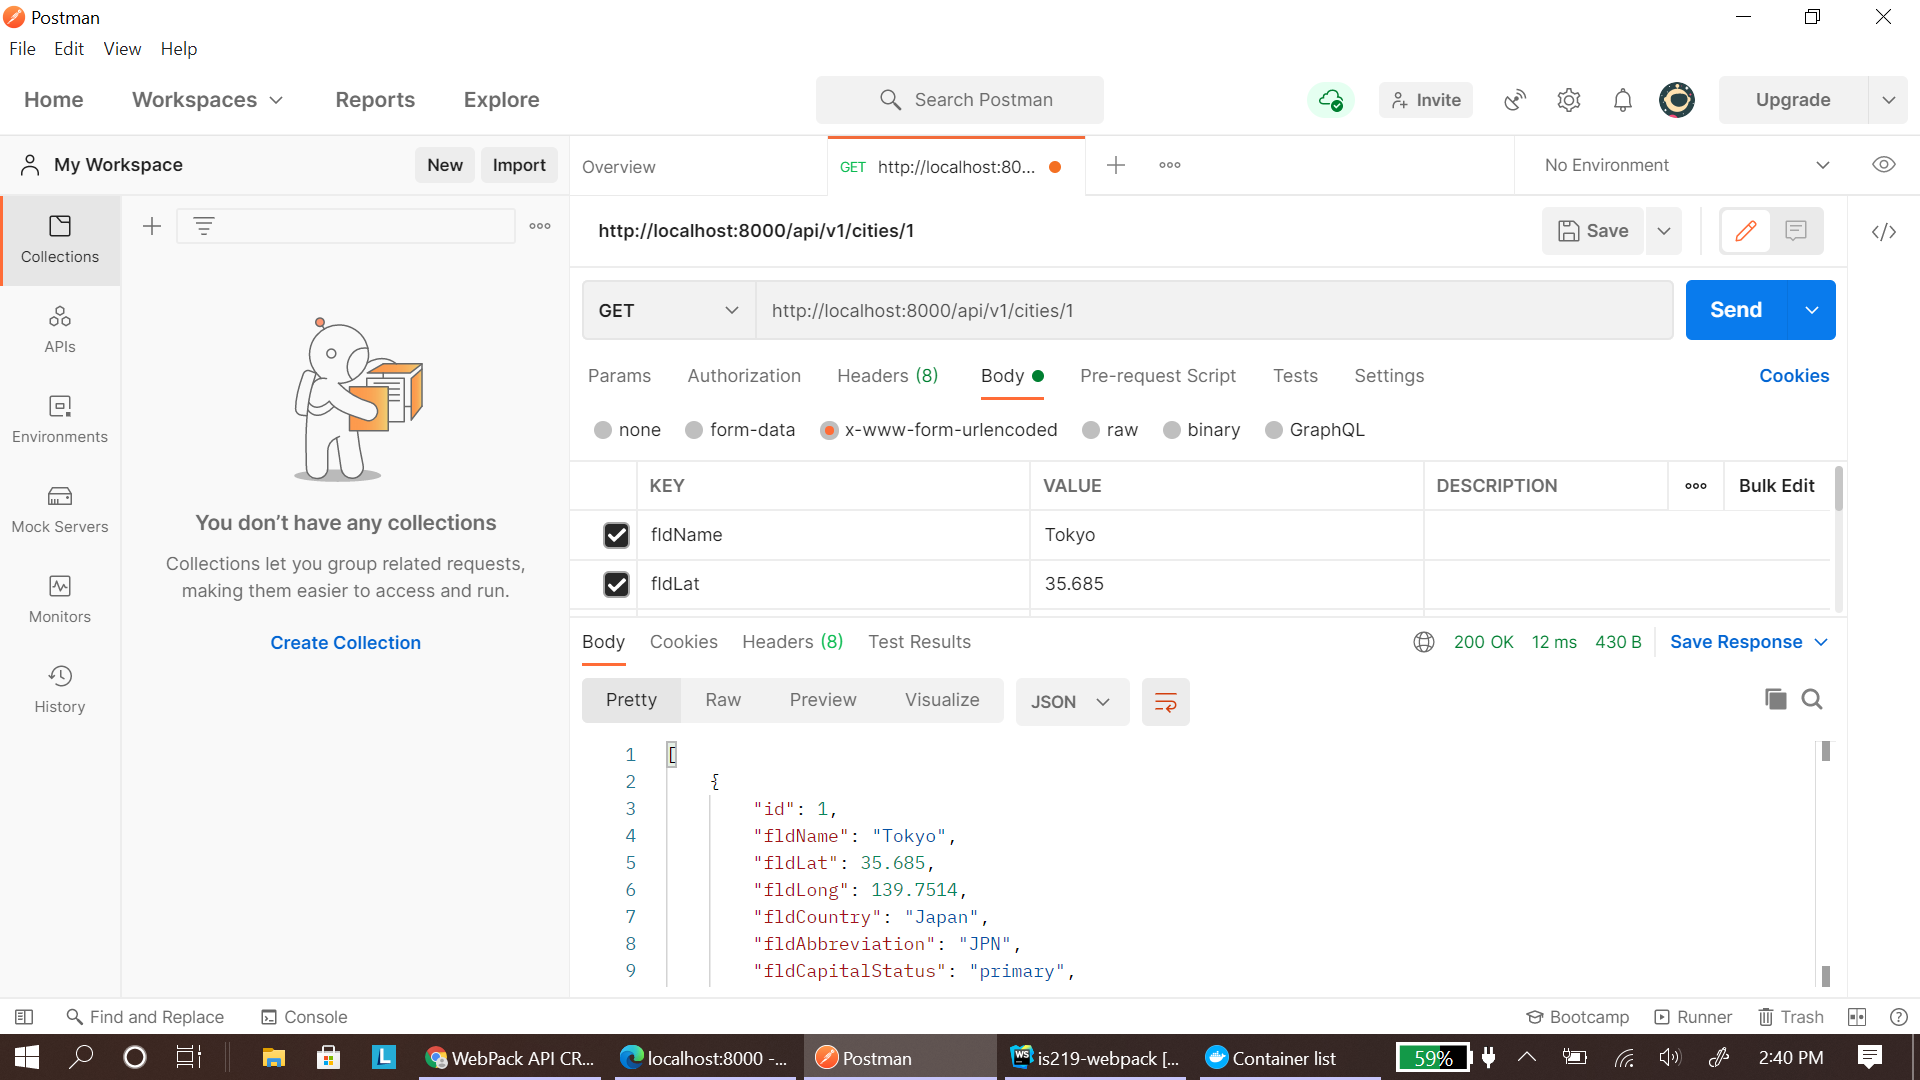 Postman
File Edit View Help
Home Workspaces Reports Explore Search Postman Invite Upgrade
My Workspace New Import Overview GET http://localhost:80... No Environment
http://localhost:8000/api/v1/cities/1 Save
Collections
GET http://localhost:8000/api/v1/cities/1 Send
APIs
Params Authorization Headers (8) Body Pre-request Script Tests Settings Cookies
none form-data x-www-form-urlencoded raw binary GraphQL
Environments
KEY VALUE DESCRIPTION Bulk Edit
Mock Servers
You don't have any collections
fldName Tokyo
Collections let you group related requests,
making them easier to access and run.
fldLat 35.685
Monitors
Create Collection
Body Cookies Headers (8) Test Results 200 OK 12 ms 430 B Save Response
History
Pretty Raw Preview Visualize JSON
1 [
2 {
3 "id": 1,
4 "fldName": "Tokyo",
5 "fldLat": 35.685,
6 "fldLong": 139.7514,
7 "fldCountry": "Japan",
8 "fldAbbreviation": "JPN",
9 "fldCapitalStatus": "primary",
Find and Replace Console Bootcamp Runner Trash
L WebPack API CR... localhost:8000 -... Postman WS is219-webpack [... Container list 59% 2:40 PM